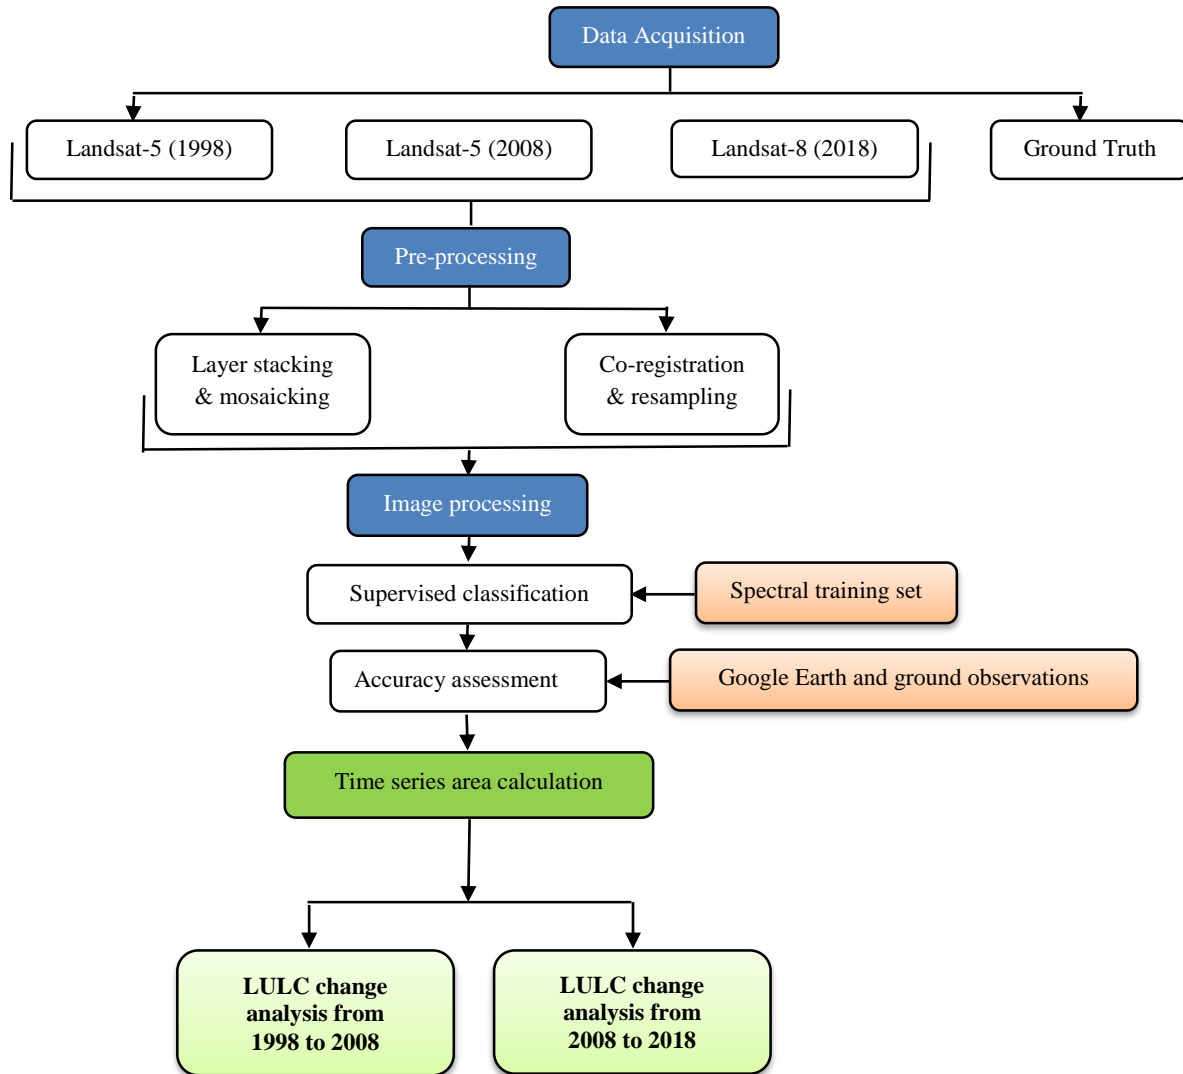 Data Acquisition
Landsat-5 (1998)
Landsat-5 (2008)
Landsat-8 (2018)
Ground Truth
Pre-processing
Layer stacking
& mosaicking
Co-registration
& resampling
Image processing
Supervised classification
Spectral training set
Accuracy assessment
Google Earth and ground observations
Time series area calculation
LULC change
analysis from
1998 to 2008
LULC change
analysis from
2008 to 2018